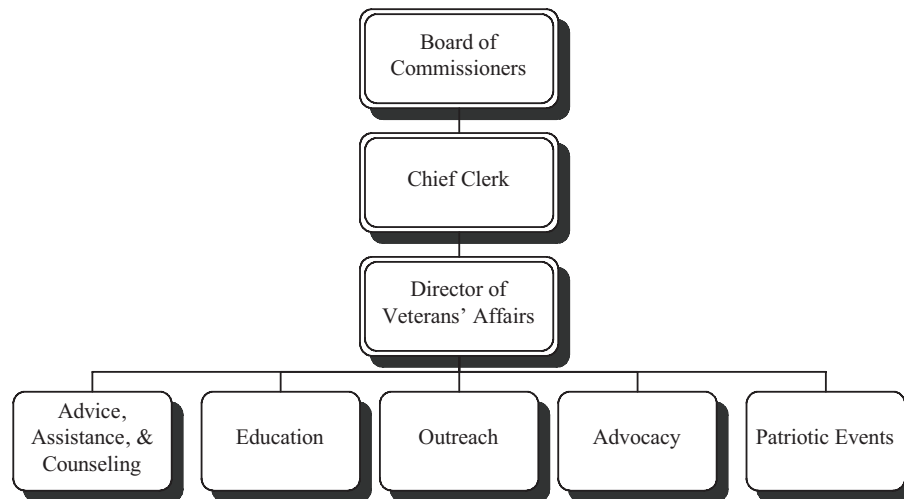 Board of
Commissioners
Chief Clerk
Director of
Veterans’ Affairs
Advice,
Assistance, &
Counseling
Education
Outreach
Advocacy
Patriotic Events